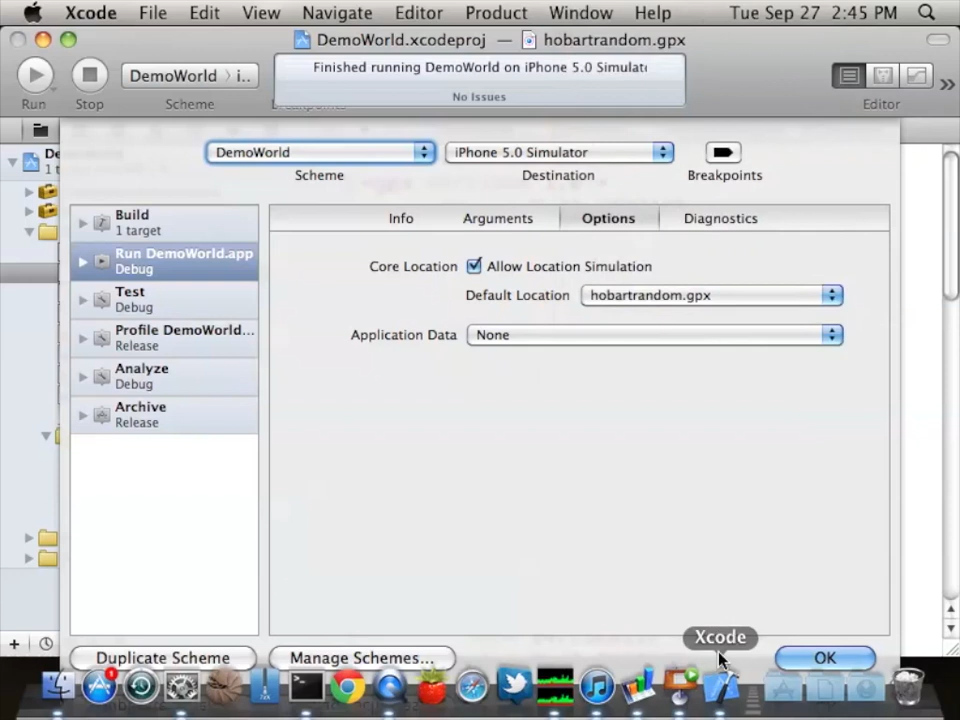 Xcode File Edit View Navigate Editor Product Window Help Tue Sep 27 2:45 PM
DemoWorld.xcodeproj — hobartrandom.gpx
Finished running DemoWorld on iPhone 5.0 Simulat
DemoWorld i..
No Issues
Run Stop Scheme Editor
DemoWorld iPhone 5.0 Simulator
Scheme Destination Breakpoints
De
1 t
Info Arguments Options Diagnostics
Build
1 target
Run DemoWorld.app
Debug
Test
Debug
Profile DemoWorld...
Release
Analyze
Debug
Archive
Release
Core Location Allow Location Simulation
Default Location hobartrandom.gpx
Application Data None
Xcode
Duplicate Scheme Manage Schemes... OK
1